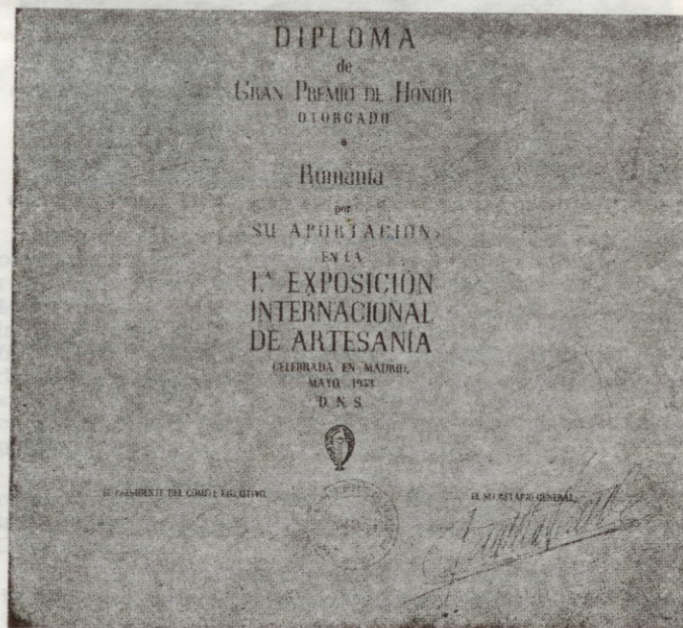 DIPLOMA
de
GRAN PREMIO DE HONOR
OTORGADO
Rumania
por
SU APORTACION
EN LA
I.ª EXPOSICIÓN
INTERNACIONAL
DE ARTESANÍA
CELEBRADA EN MADRID,
MAYO 1953
D. N. S.
EL PRESIDENTE DEL COMITÉ EJECUTIVO,
EL SECRETARIO GENERAL,